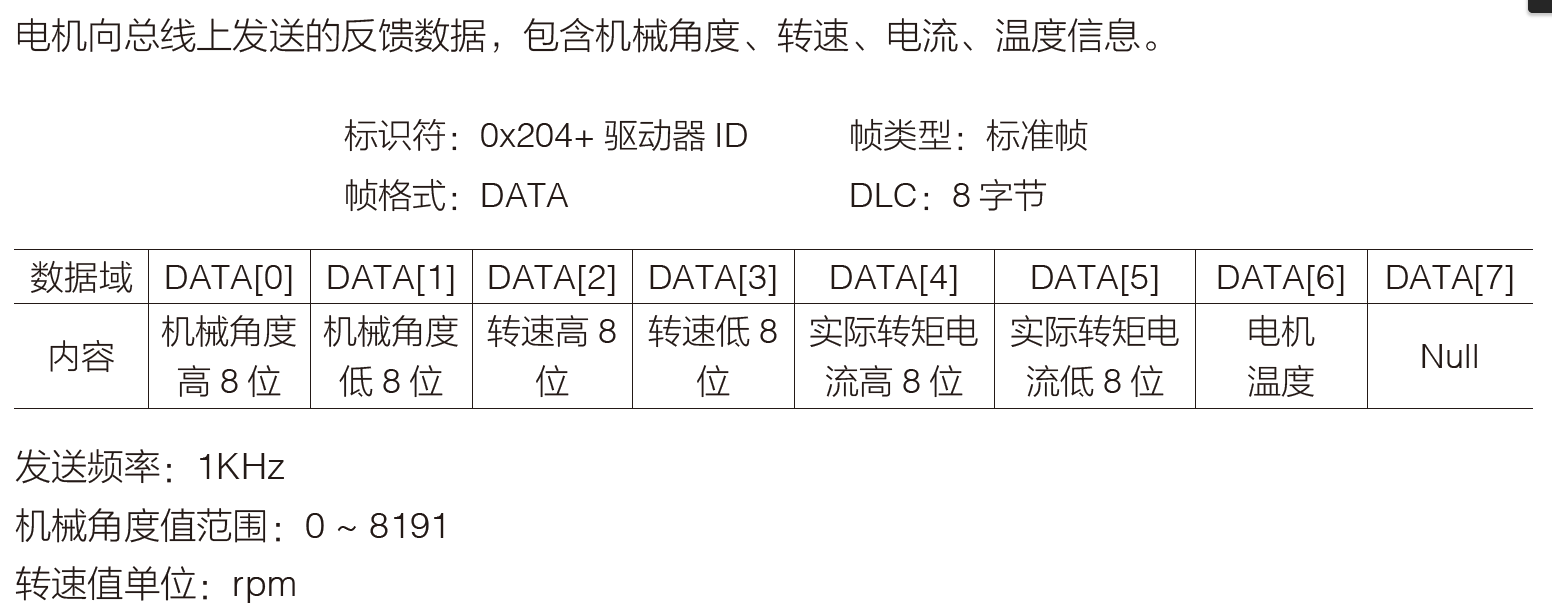 电机向总线上发送的反馈数据，包含机械角度、转速、电流、温度信息。
标识符：0x204+ 驱动器 ID 帧类型：标准帧
帧格式：DATA DLC：8 字节
数据域 DATA[0] DATA[1] DATA[2] DATA[3] DATA[4] DATA[5] DATA[6] DATA[7]
内容 机械角度高 8 位 机械角度低 8 位 转速高 8 位 转速低 8 位 实际转矩电流高 8 位 实际转矩电流低 8 位 电机温度 Null
发送频率：1KHz
机械角度值范围：0 ~ 8191
转速值单位：rpm